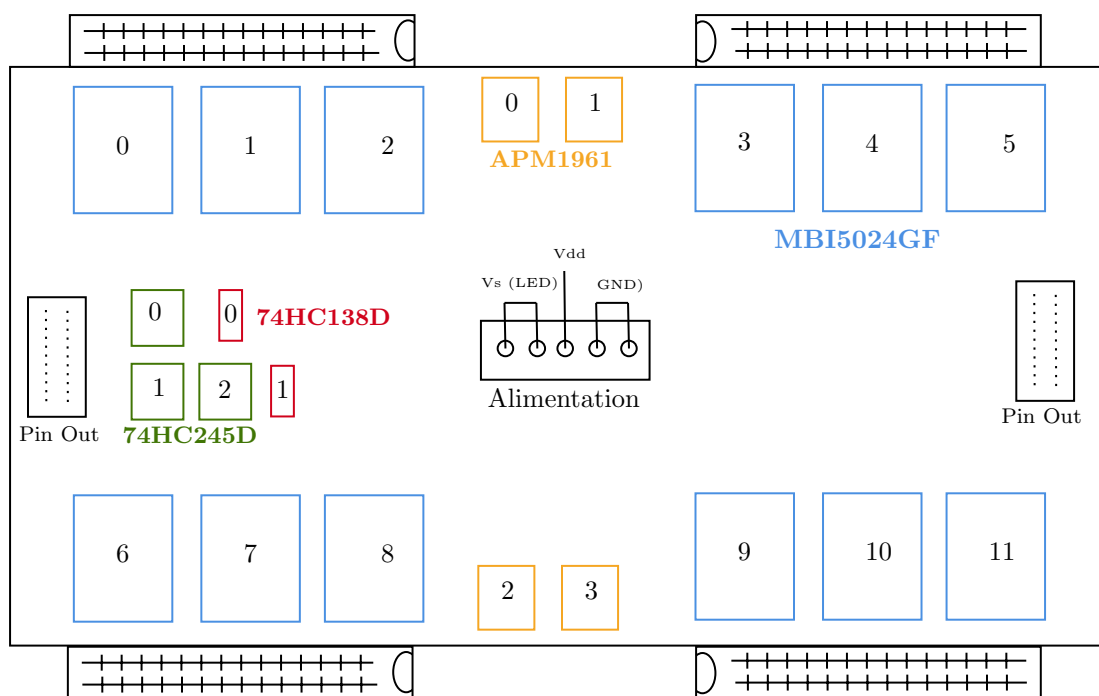 0 1 2 0 1 3 4 5
APM1961
MBI5024GF
Vdd
Vs (LED) GND)
0 0 74HC138D
1 2 1
Alimentation
Pin Out
74HC245D
Pin Out
6 7 8 9 10 11
2 3